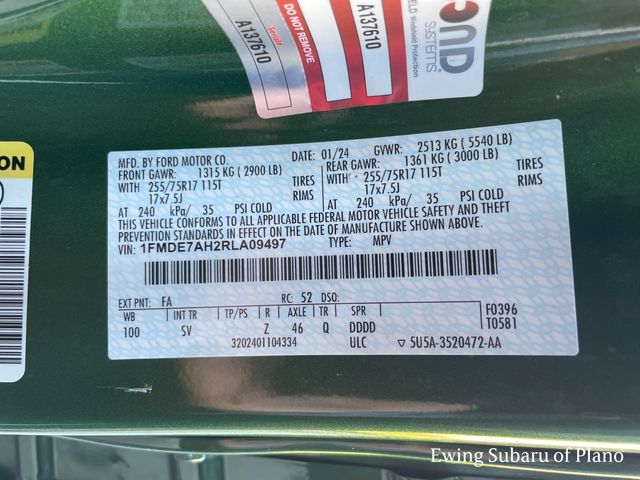 OND
SYSTEMS
ELD Windshield Protection
DO NOT REMOVE
A137610
A137610
ON
MFD. BY FORD MOTOR CO.
DATE: 01/24 GVWR: 2513 KG ( 5540 LB)
FRONT GAWR: 1315 KG ( 2900 LB) REAR GAWR: 1361 KG ( 3000 LB)
WITH 255/75R17 115T TIRES WITH 255/75R17 115T TIRES
17x7.5J RIMS 17x7.5J RIMS
AT 240 kPa/ 35 PSI COLD AT 240 kPa/ 35 PSI COLD
THIS VEHICLE CONFORMS TO ALL APPLICABLE FEDERAL MOTOR VEHICLE SAFETY AND THEFT PREVENTION STANDARDS IN EFFECT ON THE DATE OF
MANUFACTURE SHOWN ABOVE.
VIN: 1FMDE7AH2RLA09497 TYPE: MPV
EXT PNT: FA RC: 52 DSO: F0396
WB INT TR TP/PS R AXLE TR SPR T0581
100 SV Z 46 Q DDDD
3202401104334 ULC ▽ 5U5A-3520472-AA
Ewing Subaru of Plano